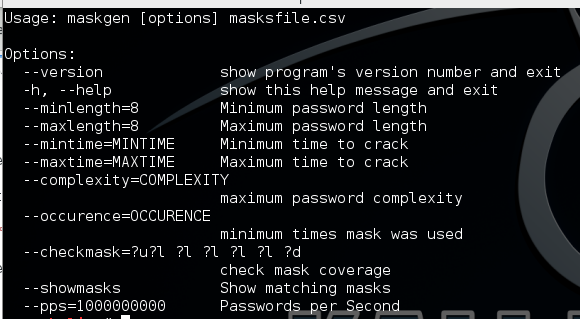 Usage: maskgen [options] masksfile.csv
Options:
--version show program's version number and exit
-h, --help show this help message and exit
--minlength=8 Minimum password length
--maxlength=8 Maximum password length
--mintime=MINTIME Minimum time to crack
--maxtime=MAXTIME Maximum time to crack
--complexity=COMPLEXITY
maximum password complexity
--occurence=OCCURENCE
minimum times mask was used
--checkmask=?u?l ?l ?l ?l ?l ?d
check mask coverage
--showmasks Show matching masks
--pps=1000000000 Passwords per Second